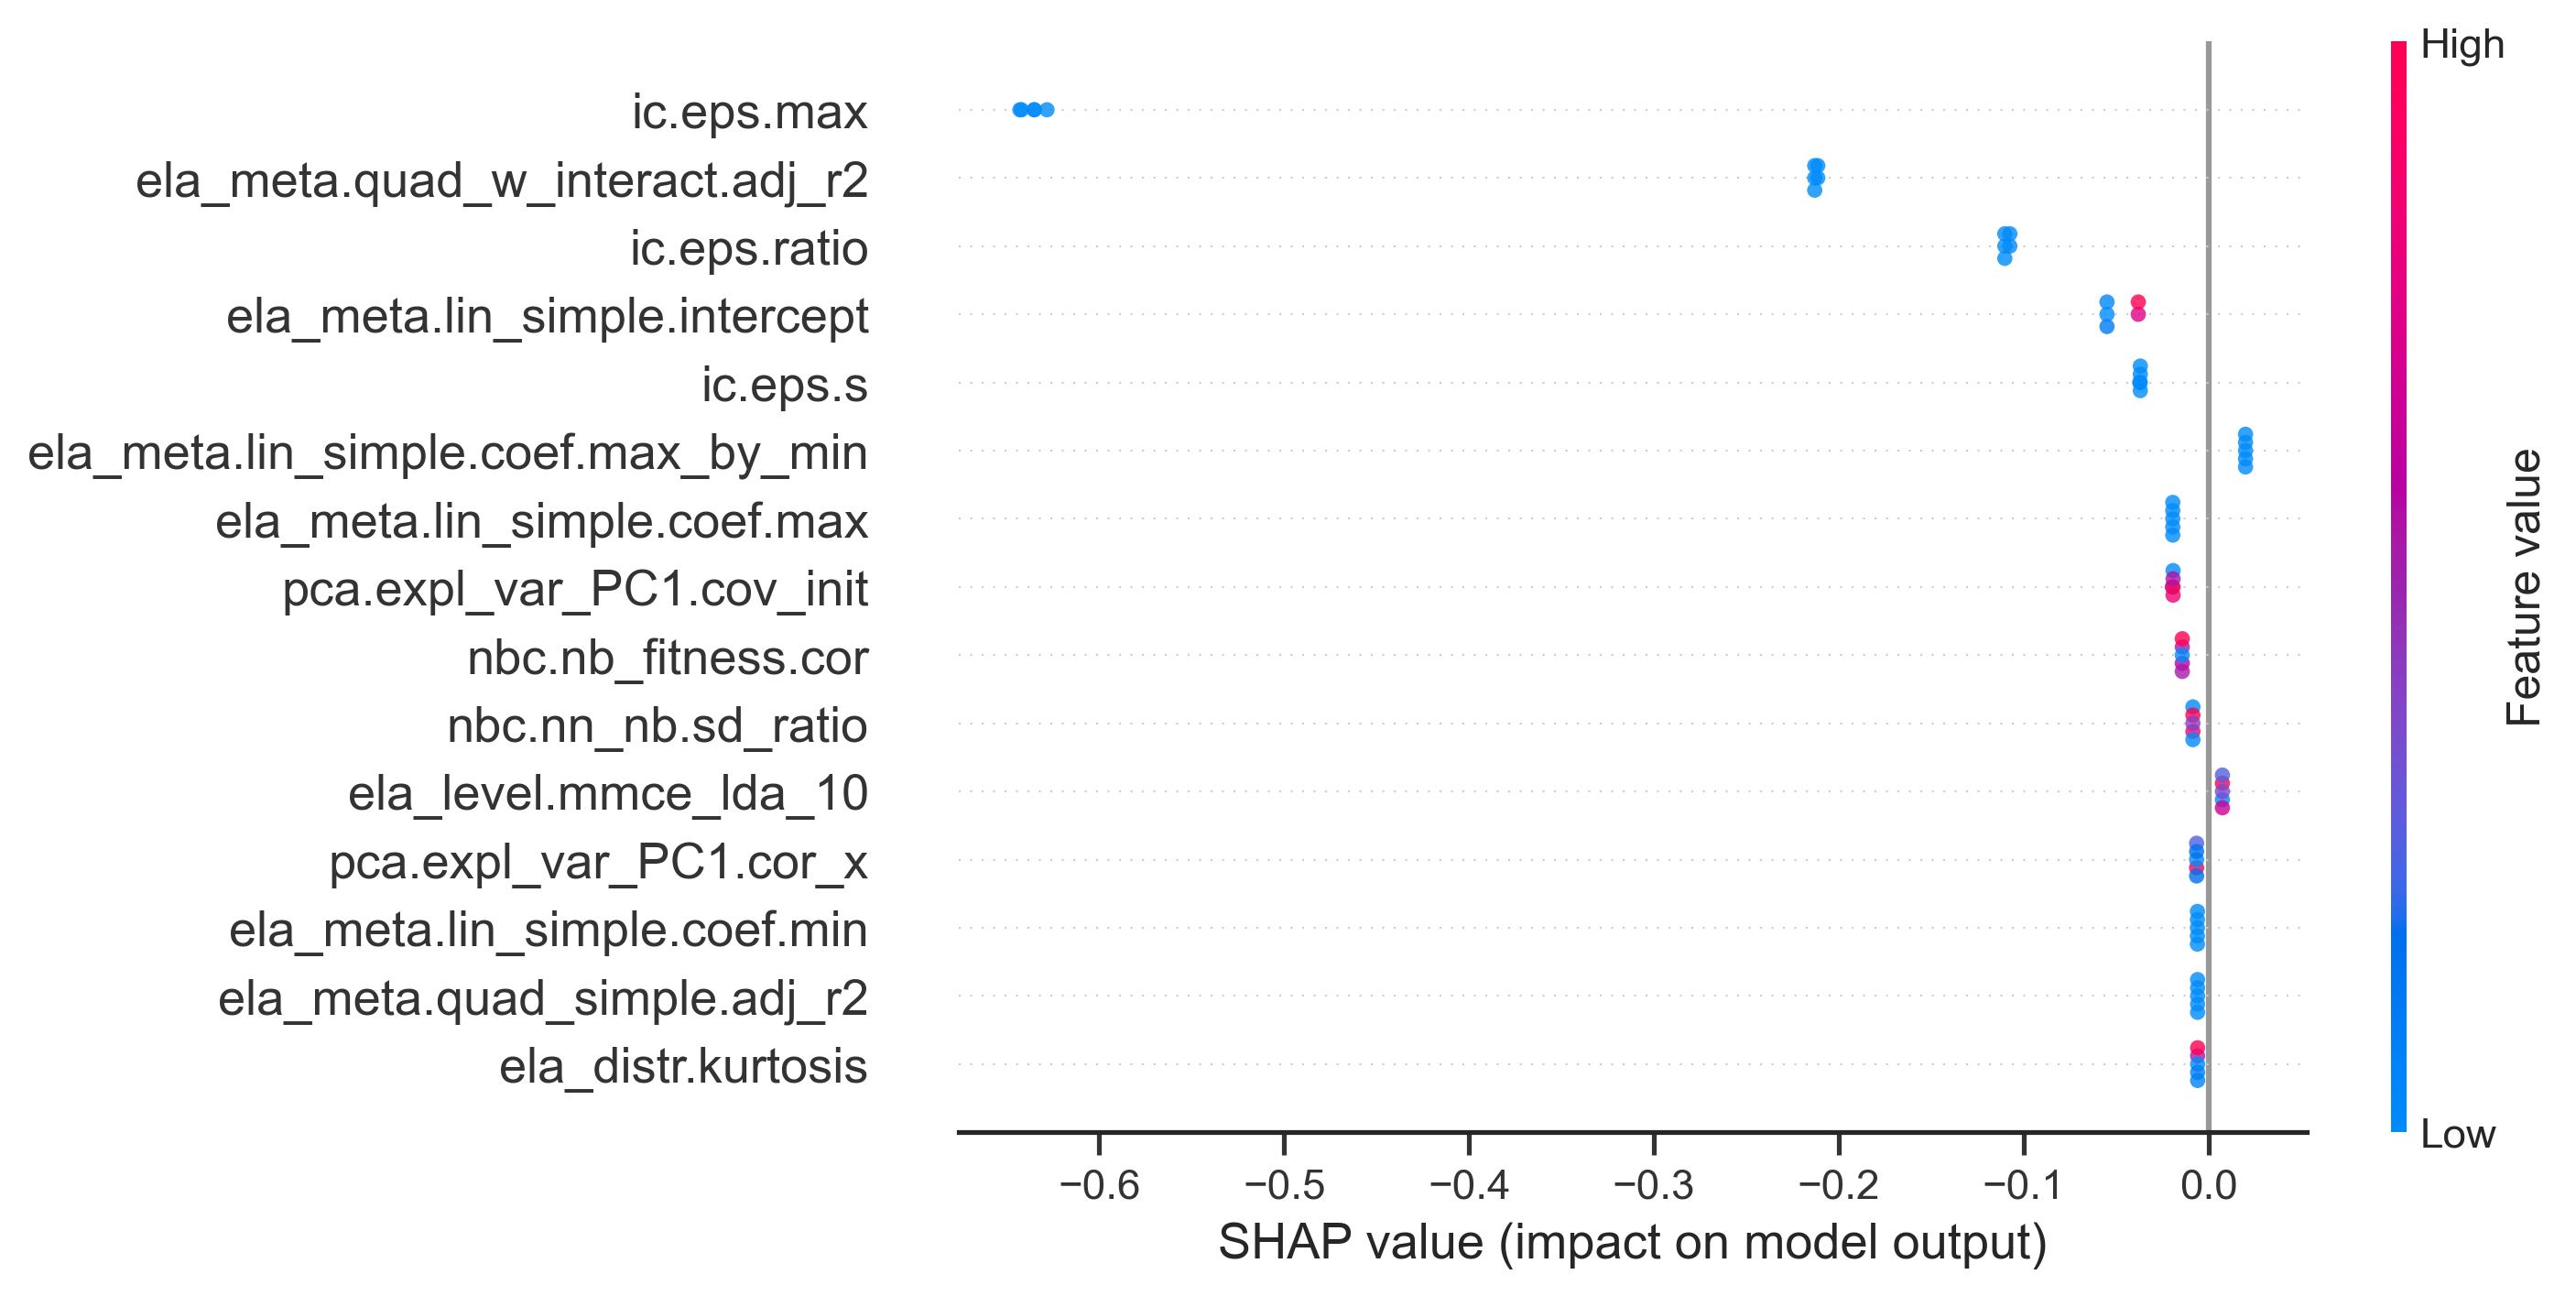 High
ic.eps.max
ela_meta.quad_w_interact.adj_r2
ic.eps.ratio
ela_meta.lin_simple.intercept
ic.eps.s
ela_meta.lin_simple.coef.max_by_min
ela_meta.lin_simple.coef.max
pca.expl_var_PC1.cov_init
nbc.nb_fitness.cor
nbc.nn_nb.sd_ratio
ela_level.mmce_lda_10
pca.expl_var_PC1.cor_x
ela_meta.lin_simple.coef.min
ela_meta.quad_simple.adj_r2
ela_distr.kurtosis
Feature value
Low
−0.6 −0.5 −0.4 −0.3 −0.2 −0.1 0.0
SHAP value (impact on model output)